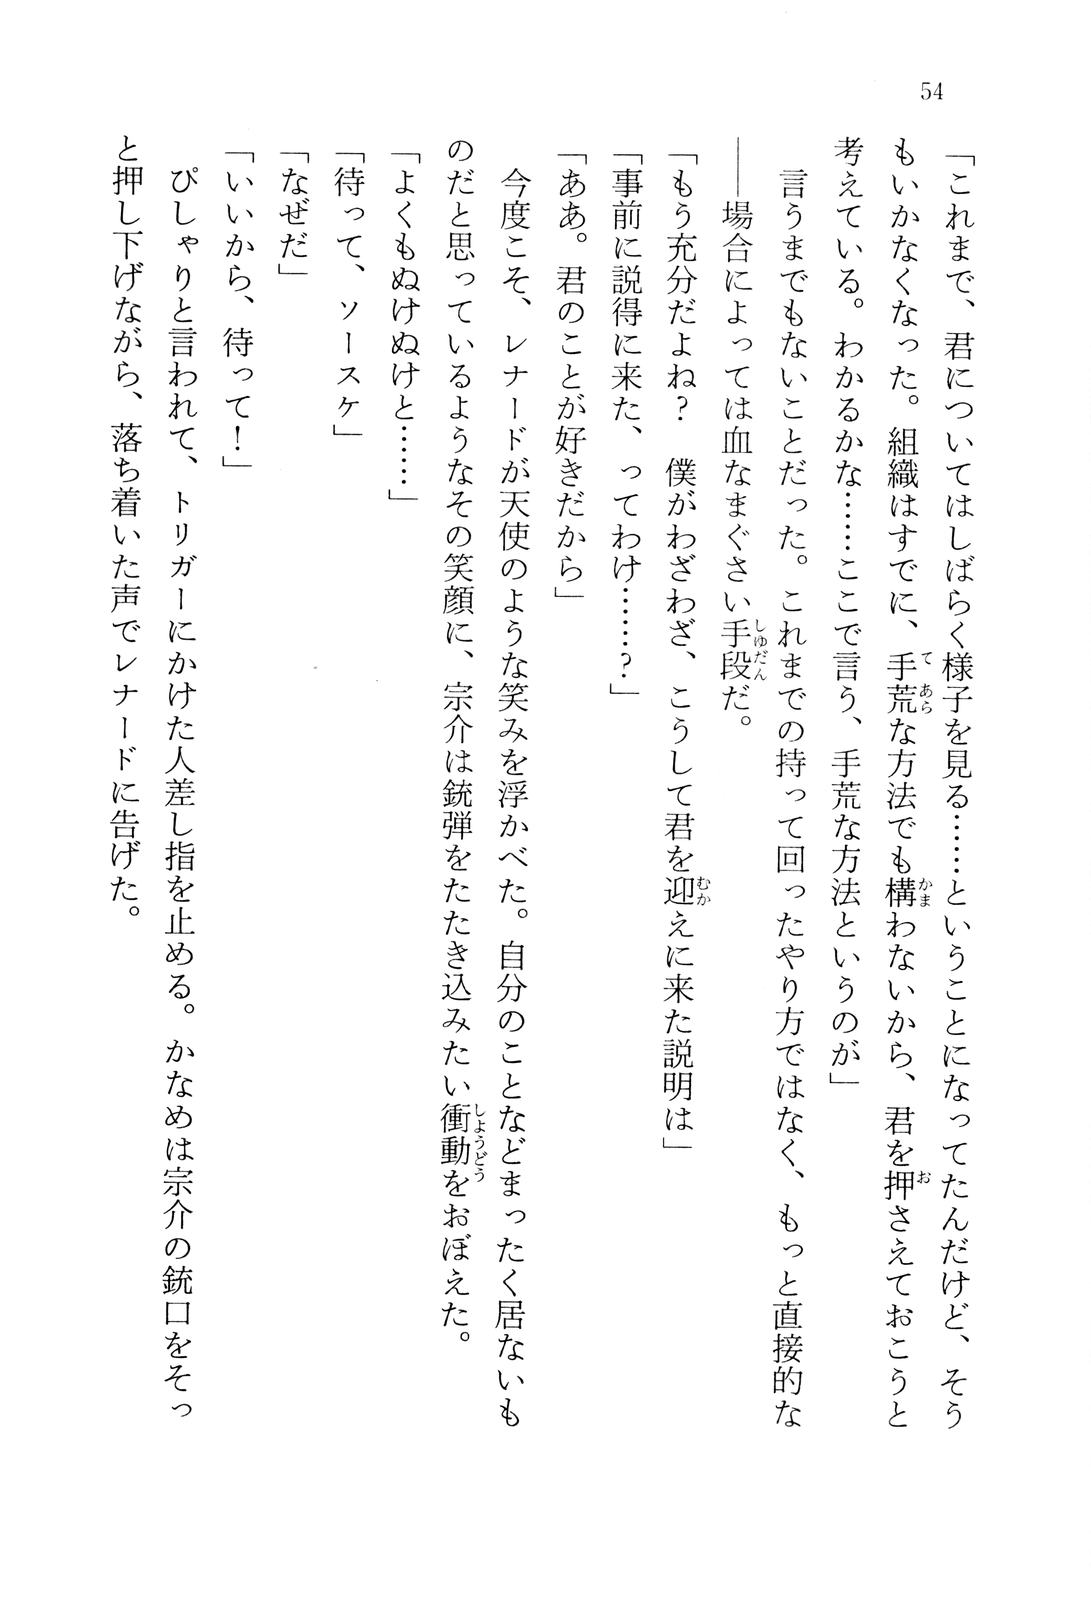 54
「これまで、君についてはしばらく様子を見る……ということになってたんだけど、そう
もいかなくなった。組織はすでに、手荒な方法でも構わないから、君を押さえておこうと
考えている。わかるかな……ここで言う、手荒な方法というのが」
　言うまでもないことだった。これまでの持って回ったやり方ではなく、もっと直接的な
――場合によっては血なまぐさい手段だ。
「もう充分だよね？　僕がわざわざ、こうして君を迎えに来た説明は」
「事前に説得に来た、ってわけ……？」
「ああ。君のことが好きだから」
　今度こそ、レナードが天使のような笑みを浮かべた。自分のことなどまったく居ないも
のだと思っているようなその笑顔に、宗介は銃弾をたたき込みたい衝動をおぼえた。
「よくもぬけぬけと……」
「待って、ソースケ」
「なぜだ」
「いいから、待って！」
　ぴしゃりと言われて、トリガーにかけた人差し指を止める。かなめは宗介の銃口をそっ
と押し下げながら、落ち着いた声でレナードに告げた。